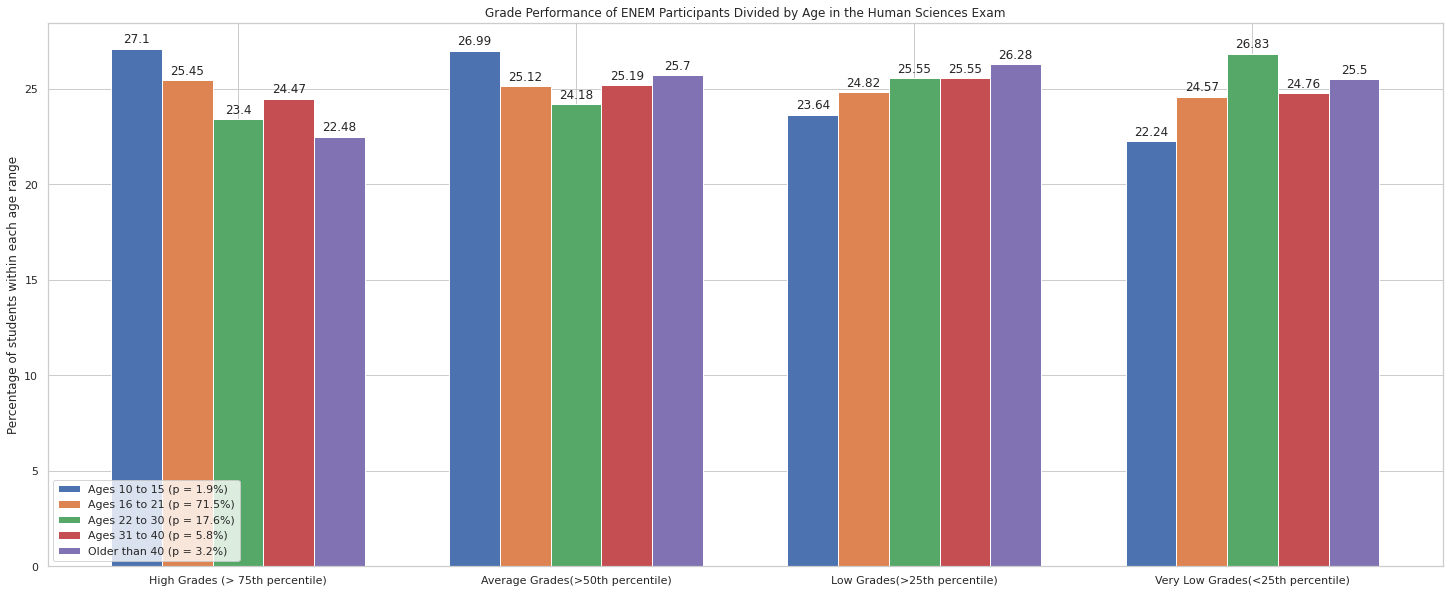 Grade Performance of ENEM Participants Divided by Age in the Human Sciences Exam
Percentage of students within each age range
25
20
15
10
5
0
27.1
25.45
23.4
24.47
22.48
26.99
25.12
24.18
25.19
25.7
23.64
24.82
25.55
25.55
26.28
22.24
24.57
26.83
24.76
25.5
Ages 10 to 15 (p = 1.9%)
Ages 16 to 21 (p = 71.5%)
Ages 22 to 30 (p = 17.6%)
Ages 31 to 40 (p = 5.8%)
Older than 40 (p = 3.2%)
High Grades (> 75th percentile)
Average Grades(>50th percentile)
Low Grades(>25th percentile)
Very Low Grades(<25th percentile)